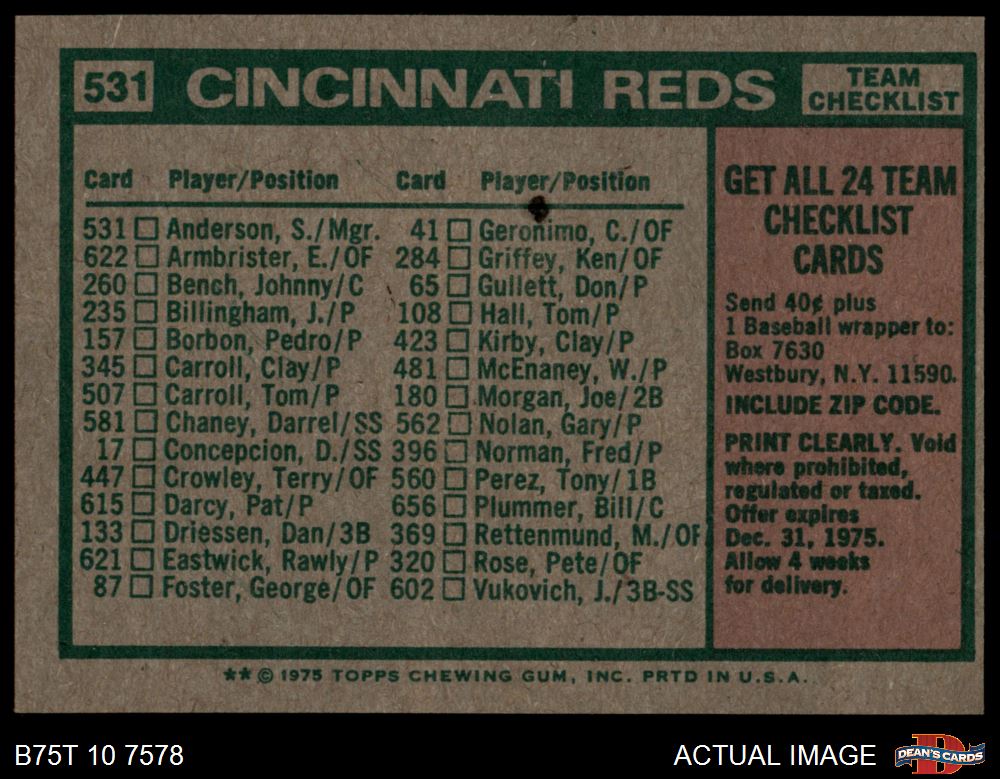 531 CINCINNATI REDS TEAM CHECKLIST
Card Player/Position Card Player/Position
531 Anderson, S./Mgr. 41 Geronimo, C./OF
622 Armbrister, E./OF 284 Griffey, Ken/OF
260 Bench, Johnny/C 65 Gullett, Don/P
235 Billingham, J./P 108 Hall, Tom/P
157 Borbon, Pedro/P 423 Kirby, Clay/P
345 Carroll, Clay/P 481 McEnaney, W./P
507 Carroll, Tom/P 180 Morgan, Joe/2B
581 Chaney, Darrel/SS 562 Nolan, Gary/P
17 Concepcion, D./SS 396 Norman, Fred/P
447 Crowley, Terry/OF 560 Perez, Tony/1B
615 Darcy, Pat/P 656 Plummer, Bill/C
133 Driessen, Dan/3B 369 Rettenmund, M./OF
621 Eastwick, Rawly/P 320 Rose, Pete/OF
87 Foster, George/OF 602 Vukovich, J./3B-SS
GET ALL 24 TEAM
CHECKLIST
CARDS
Send 40¢ plus
1 Baseball wrapper to:
Box 7630
Westbury, N.Y. 11590.
INCLUDE ZIP CODE.
PRINT CLEARLY. Void
where prohibited,
regulated or taxed.
Offer expires
Dec. 31, 1975.
Allow 4 weeks
for delivery.
** © 1975 TOPPS CHEWING GUM, INC. PRTD IN U.S.A.
B75T 10 7578 ACTUAL IMAGE DEAN'S CARDS